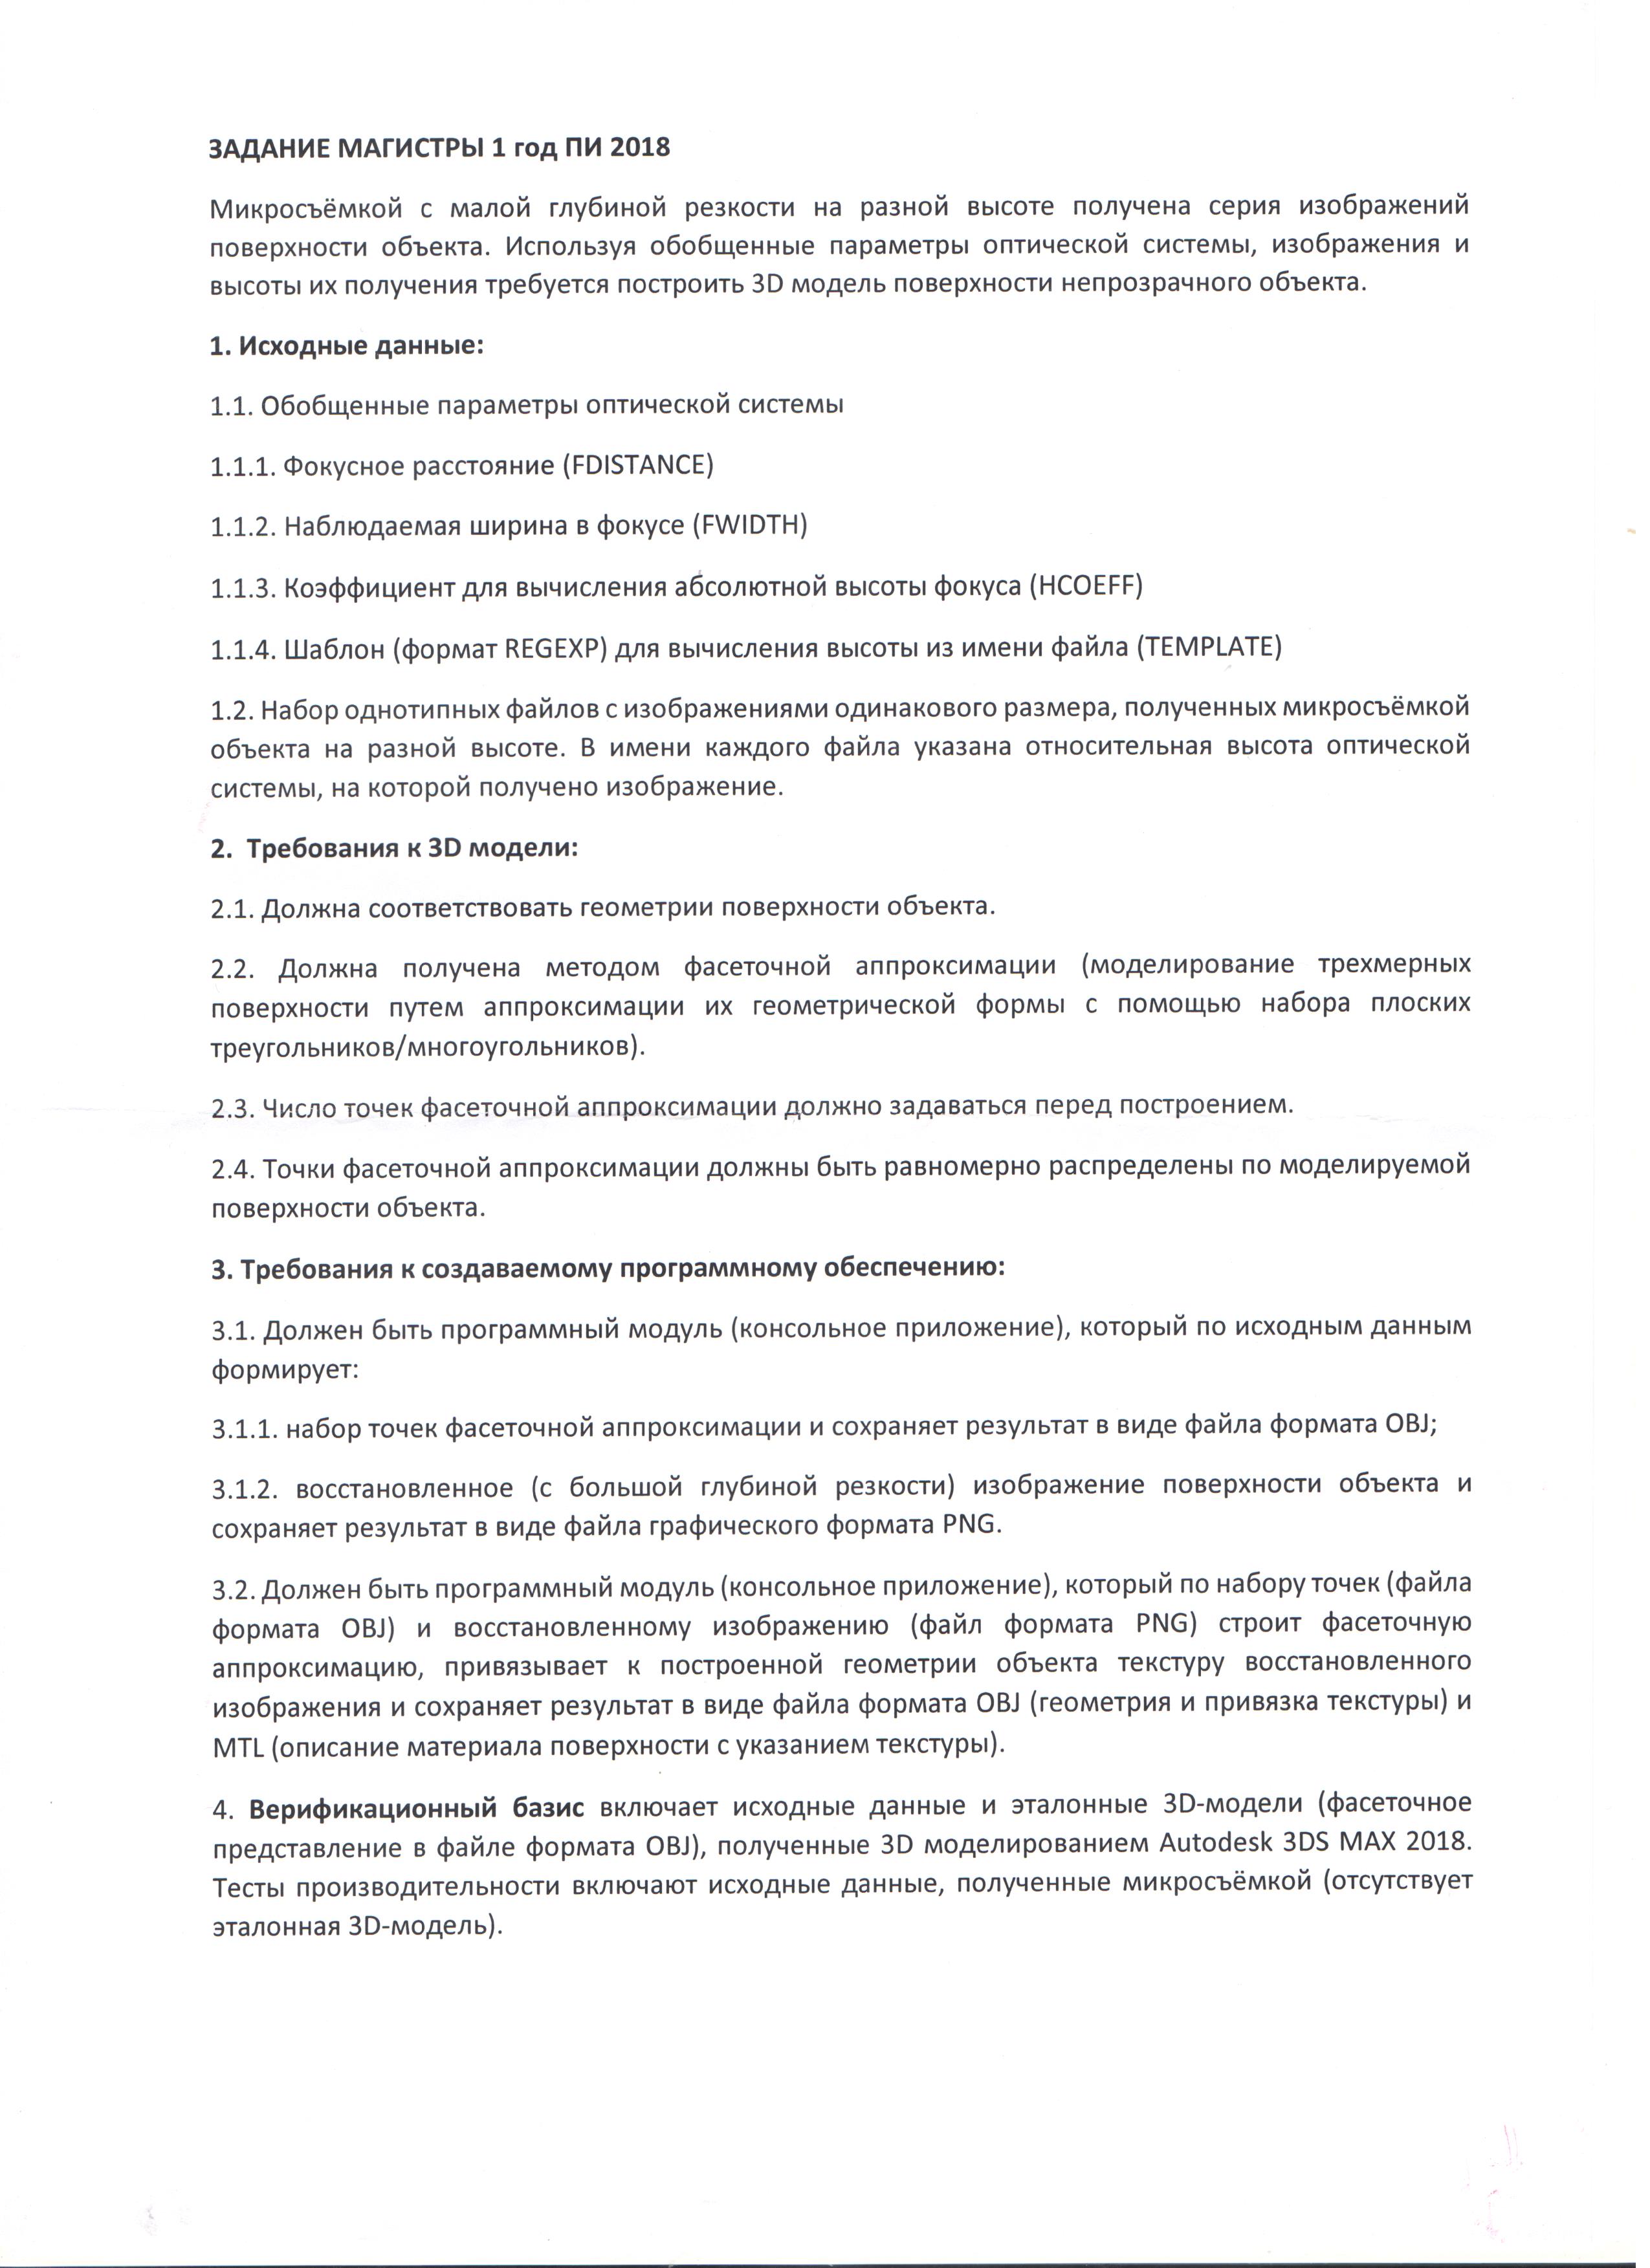 ЗАДАНИЕ МАГИСТРЫ 1 год ПИ 2018
Микросъёмкой с малой глубиной резкости на разной высоте получена серия изображений
поверхности объекта. Используя обобщенные параметры оптической системы, изображения и
высоты их получения требуется построить 3D модель поверхности непрозрачного объекта.
1. Исходные данные:
1.1. Обобщенные параметры оптической системы
1.1.1. Фокусное расстояние (FDISTANCE)
1.1.2. Наблюдаемая ширина в фокусе (FWIDTH)
1.1.3. Коэффициент для вычисления абсолютной высоты фокуса (HCOEFF)
1.1.4. Шаблон (формат REGEXP) для вычисления высоты из имени файла (TEMPLATE)
1.2. Набор однотипных файлов с изображениями одинакового размера, полученных микросъёмкой
объекта на разной высоте. В имени каждого файла указана относительная высота оптической
системы, на которой получено изображение.
2. Требования к 3D модели:
2.1. Должна соответствовать геометрии поверхности объекта.
2.2. Должна получена методом фасеточной аппроксимации (моделирование трехмерных
поверхности путем аппроксимации их геометрической формы с помощью набора плоских
треугольников/многоугольников).
2.3. Число точек фасеточной аппроксимации должно задаваться перед построением.
2.4. Точки фасеточной аппроксимации должны быть равномерно распределены по моделируемой
поверхности объекта.
3. Требования к создаваемому программному обеспечению:
3.1. Должен быть программный модуль (консольное приложение), который по исходным данным
формирует:
3.1.1. набор точек фасеточной аппроксимации и сохраняет результат в виде файла формата OBJ;
3.1.2. восстановленное (с большой глубиной резкости) изображение поверхности объекта и
сохраняет результат в виде файла графического формата PNG.
3.2. Должен быть программный модуль (консольное приложение), который по набору точек (файла
формата OBJ) и восстановленному изображению (файл формата PNG) строит фасеточную
аппроксимацию, привязывает к построенной геометрии объекта текстуру восстановленного
изображения и сохраняет результат в виде файла формата OBJ (геометрия и привязка текстуры) и
MTL (описание материала поверхности с указанием текстуры).
4. Верификационный базис включает исходные данные и эталонные 3D-модели (фасеточное
представление в файле формата OBJ), полученные 3D моделированием Autodesk 3DS MAX 2018.
Тесты производительности включают исходные данные, полученные микросъёмкой (отсутствует
эталонная 3D-модель).